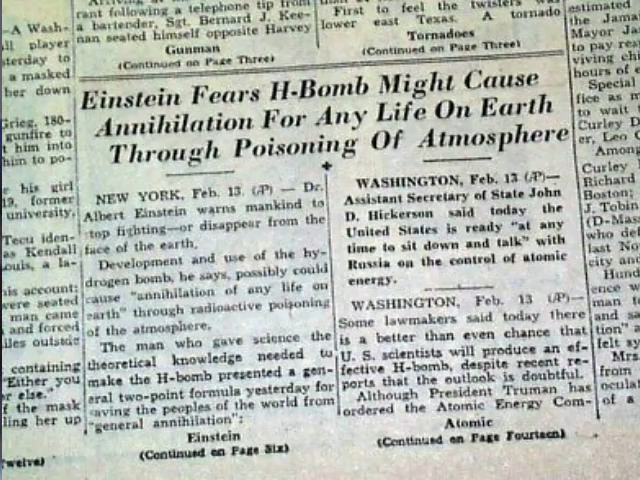 rant following a telephone tip from
a bartender, Sgt. Bernard J. Kee-
nan seated himself opposite Harvey
Gunman
(Continued on Page Three)
First to feel the twisters was
lower east Texas. A tornado
Tornadoes
(Continued on Page Three)
Einstein Fears H-Bomb Might Cause
Annihilation For Any Life On Earth
Through Poisoning Of Atmosphere
NEW YORK, Feb. 13 (AP) — Dr.
Albert Einstein warns mankind to
stop fighting—or disappear from the
face of the earth.
Development and use of the hy-
drogen bomb, he says, possibly could
cause "annihilation of any life on
earth" through radioactive poisoning
of the atmosphere.
The man who gave science the
theoretical knowledge needed to
make the H-bomb presented a gen-
eral two-point formula yesterday for
saving the peoples of the world from
"general annihilation":
Einstein
(Continued on Page Six)
WASHINGTON, Feb. 13 (AP)—
Assistant Secretary of State John
D. Hickerson said today the
United States is ready "at any
time to sit down and talk" with
Russia on the control of atomic
energy.
WASHINGTON, Feb. 13 (AP)—
Some lawmakers said today there
is a better than even chance that
U. S. scientists will produce an ef-
fective H-bomb, despite recent re-
ports that the outlook is doubtful.
Although President Truman has
ordered the Atomic Energy Com-
Atomic
(Continued on Page Fourteen)
—A Wash-
ll player
sterday to
a masked
her down
Grieg, 180-
gunfire to
t him into
him to po-
e his girl
19, former
university,
Tecu iden-
as Kendall
ouis, a la-
his account:
were seated
man came
and forced
iles outside
containing
"Either you
or else."
f the mask
ling her up
Twelve)
estimated
the Jama
Mayor Ja
to pay rea
viving chi
hours of e
Special
fice as m
to wait
Curley D
er, Leo
Among
Curley
Richard
Boston;
J. Tobin
(D-Mas
who def
last No
city and
Hund
ence w
man
and sa
tion"
felt sy
Mrs
from
ocula
of a